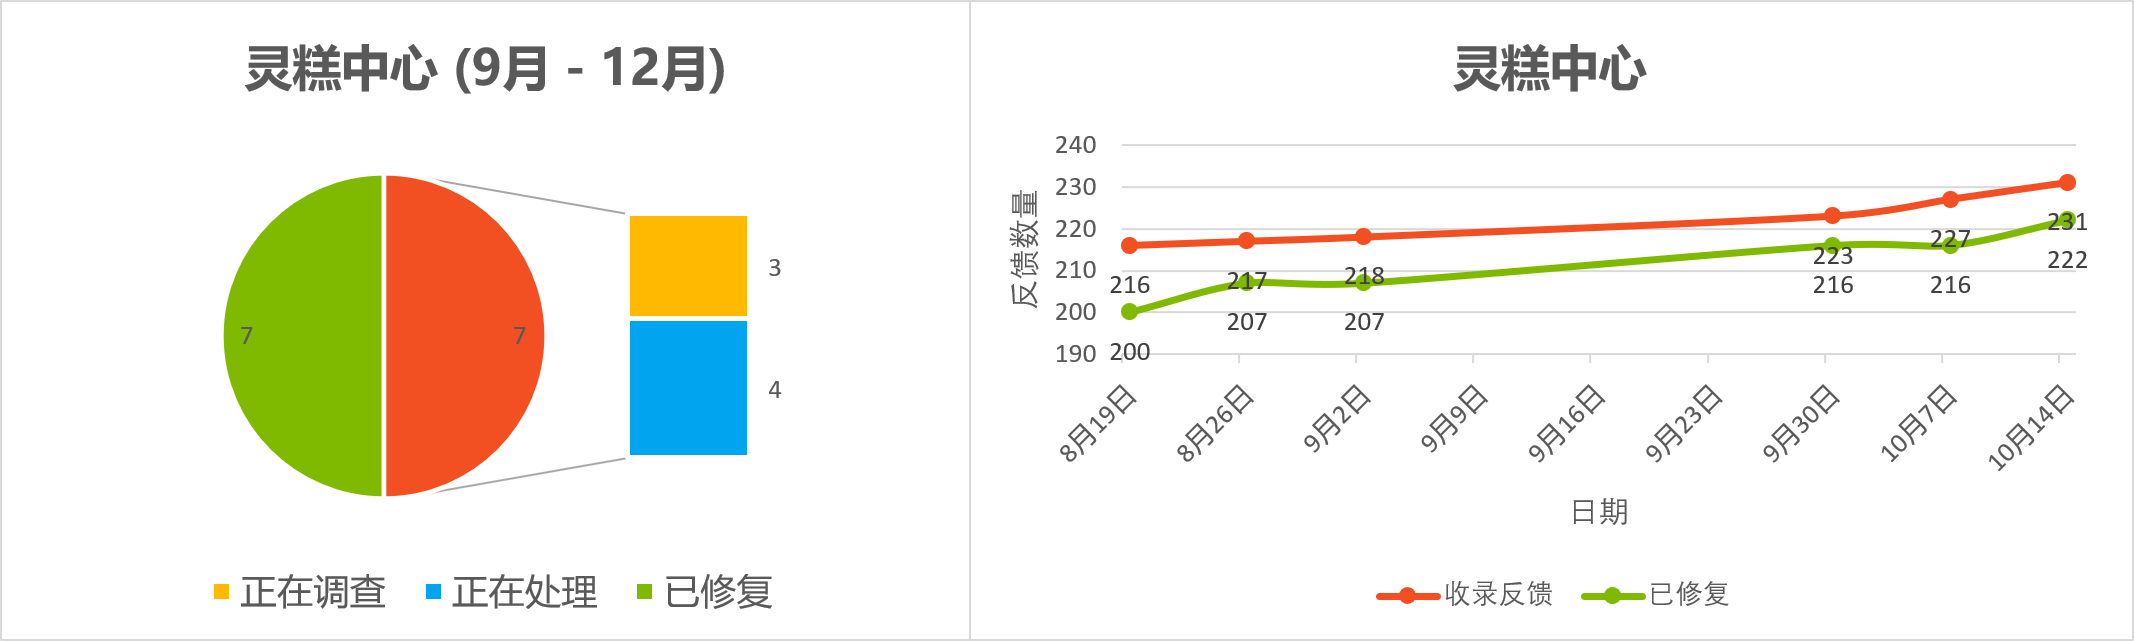 灵糕中心 (9月 - 12月)
7
7
3
4
正在调查
正在处理
已修复
灵糕中心
反馈数量
240
230
220
210
200
190
216
217
218
223
227
231
200
207
207
216
216
222
8月19日
8月26日
9月2日
9月9日
9月16日
9月23日
9月30日
10月7日
10月14日
日期
收录反馈
已修复